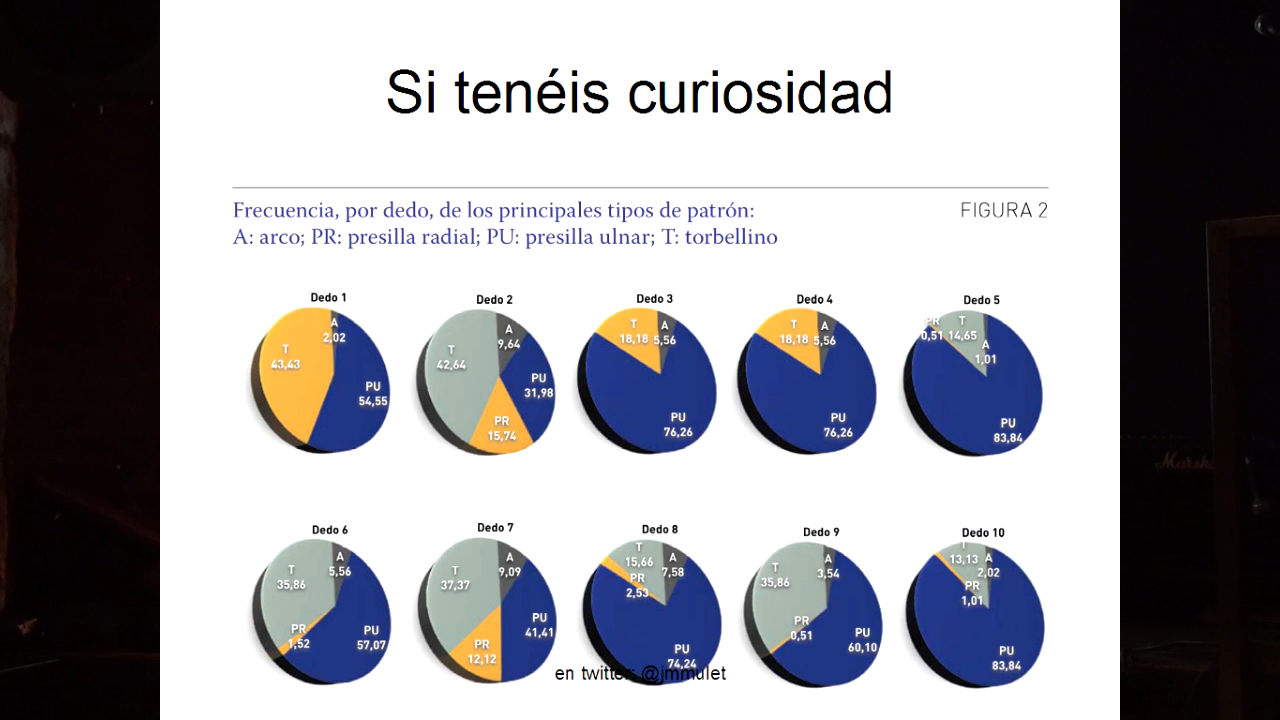 Si tenéis curiosidad
Frecuencia, por dedo, de los principales tipos de patrón:
FIGURA 2
A: arco; PR: presilla radial; PU: presilla ulnar; T: torbellino
Dedo 1
A
2,02
T
43,43
PU
54,55
Dedo 2
A
9,64
T
42,64
PU
31,98
PR
15,74
Dedo 3
T
18,18
A
5,56
PU
76,26
Dedo 4
T
18,18
A
5,56
PU
76,26
Dedo 5
PR
0,51
T
14,65
A
1,01
PU
83,84
Dedo 6
A
5,56
T
35,86
PR
1,52
PU
57,07
Dedo 7
A
9,09
T
37,37
PU
41,41
PR
12,12
Dedo 8
T
15,66
A
7,58
PR
2,53
PU
74,24
Dedo 9
A
3,54
T
35,86
PR
0,51
PU
60,10
Dedo 10
T
13,13
A
2,02
PR
1,01
PU
83,84
en twitter: @jmmulet